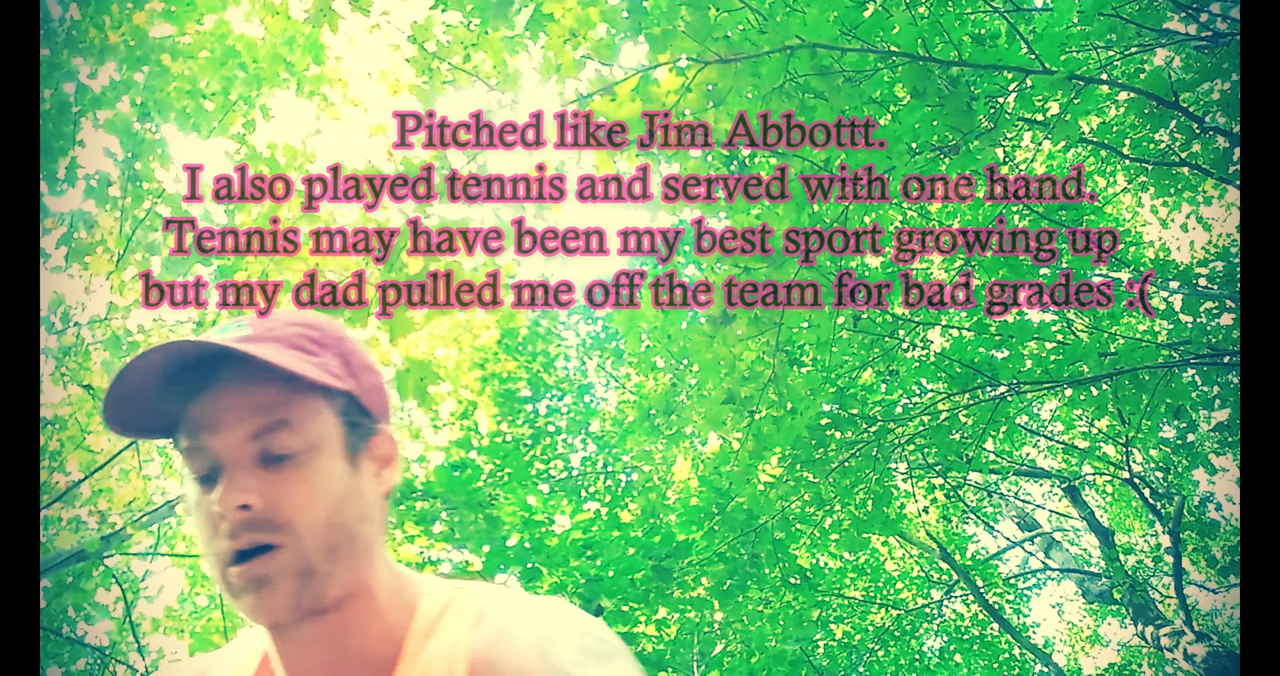 Pitched like Jim Abbottt.
I also played tennis and served with one hand.
Tennis may have been my best sport growing up
but my dad pulled me off the team for bad grades :(